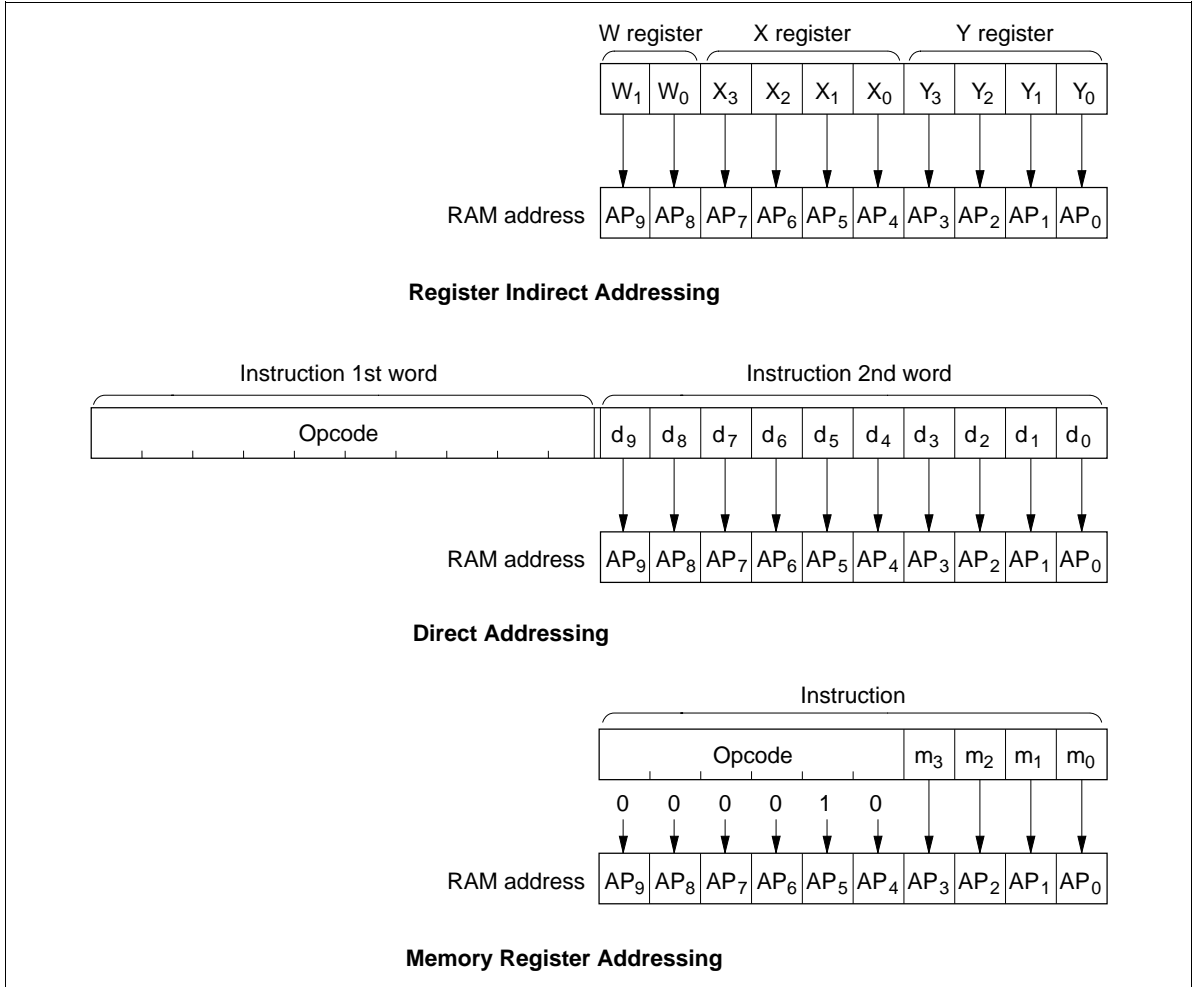 W register X register Y register
W1 W0 X3 X2 X1 X0 Y3 Y2 Y1 Y0
RAM address AP9 AP8 AP7 AP6 AP5 AP4 AP3 AP2 AP1 AP0
Register Indirect Addressing
Instruction 1st word Instruction 2nd word
Opcode d9 d8 d7 d6 d5 d4 d3 d2 d1 d0
RAM address AP9 AP8 AP7 AP6 AP5 AP4 AP3 AP2 AP1 AP0
Direct Addressing
Instruction
Opcode m3 m2 m1 m0
0 0 0 0 1 0
RAM address AP9 AP8 AP7 AP6 AP5 AP4 AP3 AP2 AP1 AP0
Memory Register Addressing